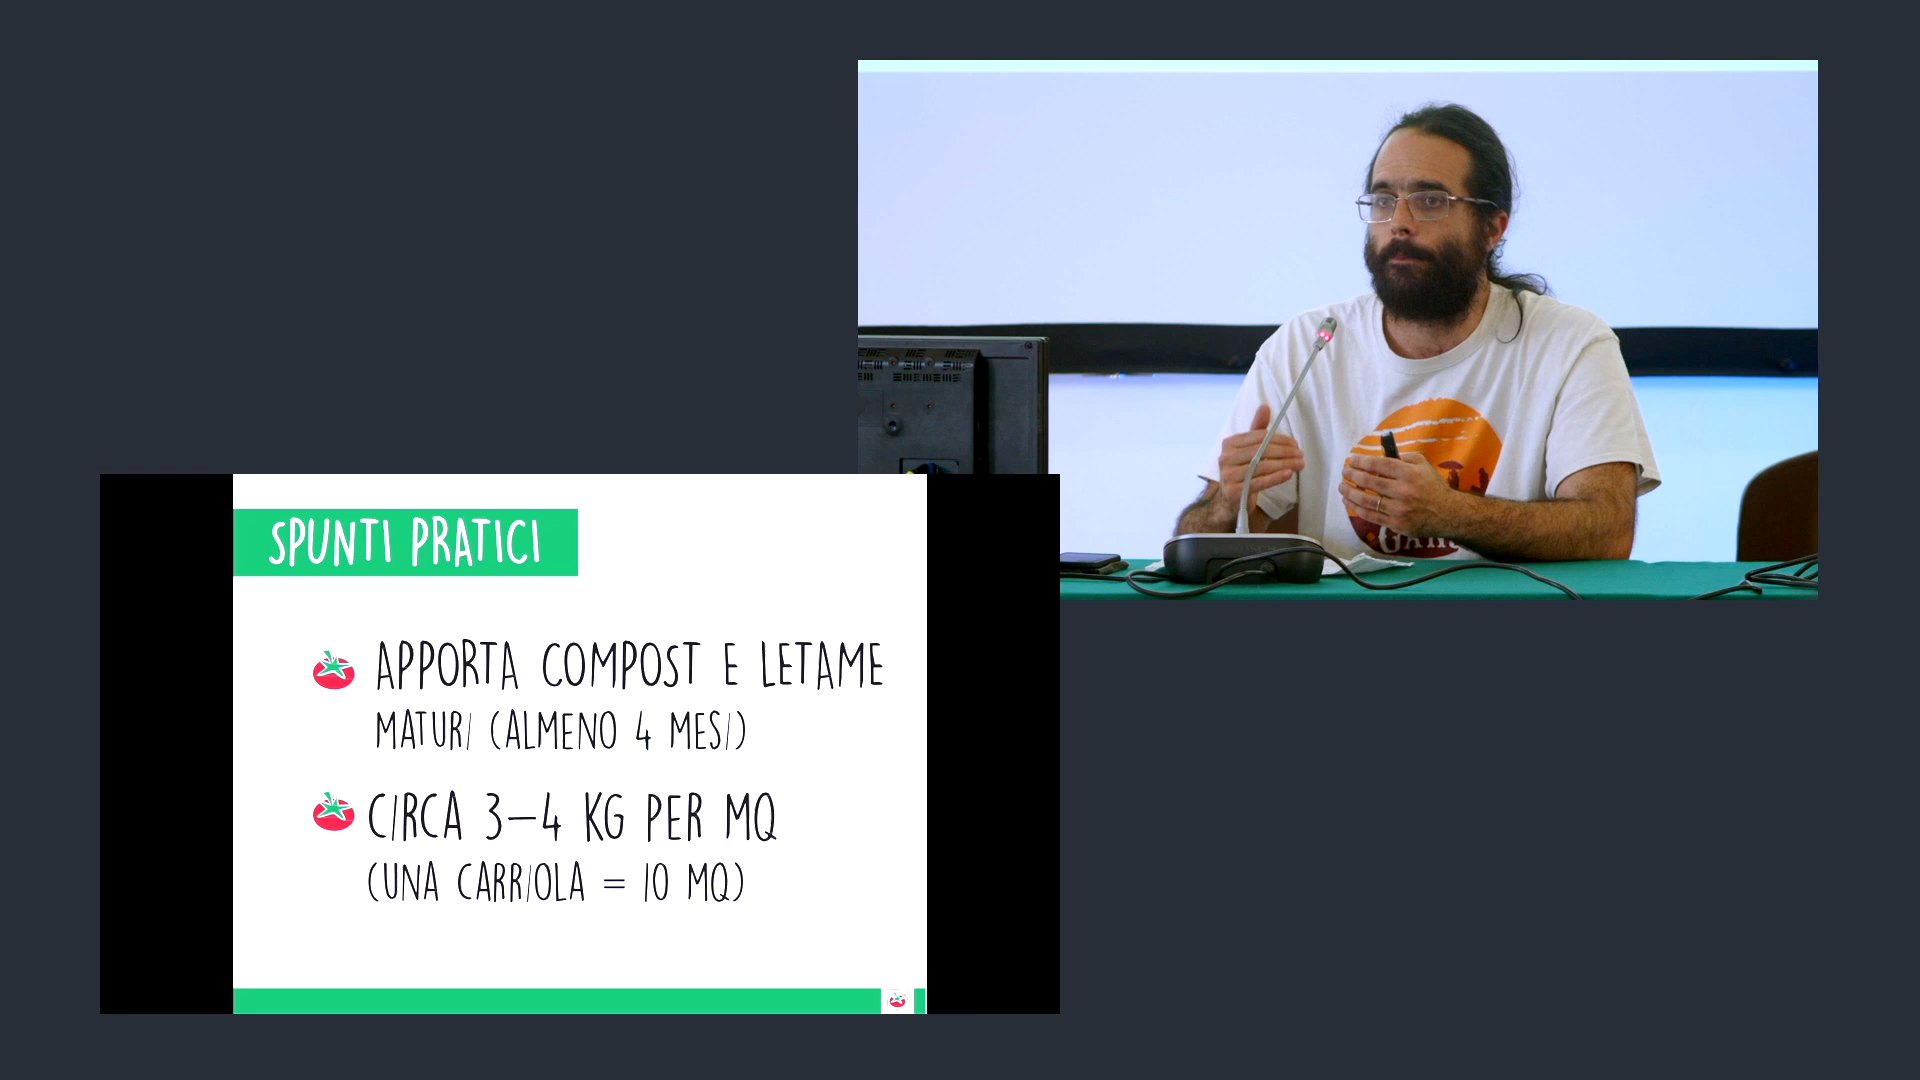 SPUNTI PRATICI
APPORTA COMPOST E LETAME
MATURI (ALMENO 4 MESI)
CIRCA 3–4 KG PER MQ
(UNA CARRIOLA = 10 MQ)